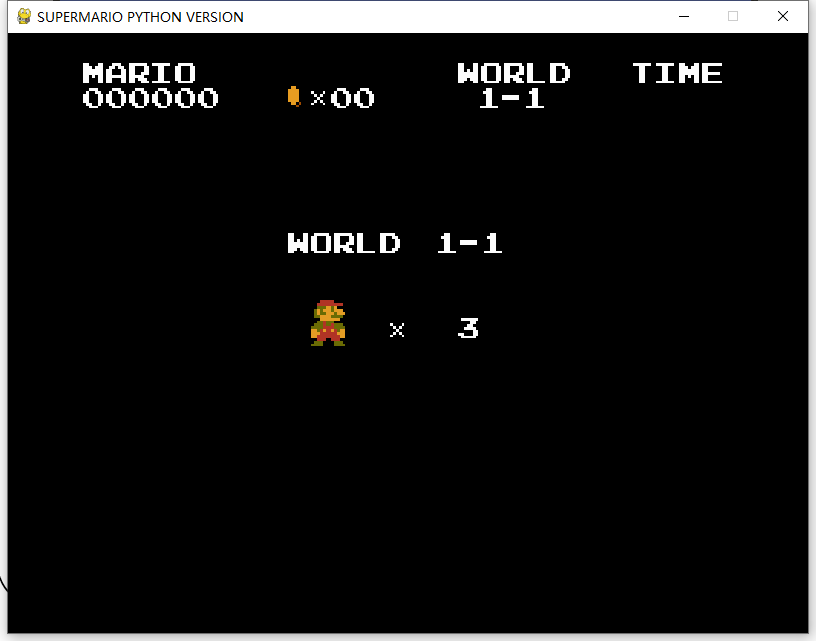 SUPERMARIO PYTHON VERSION
MARIO WORLD TIME
000000 ×00 1-1
WORLD 1-1
× 3